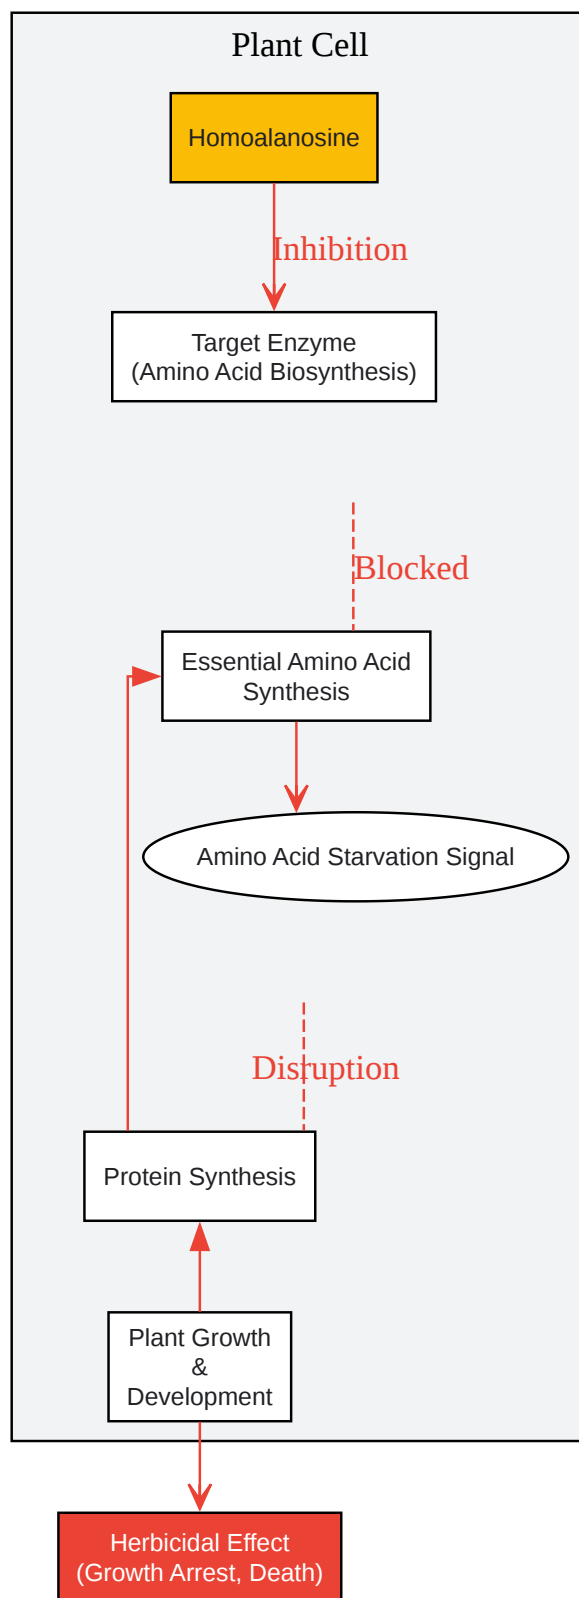 Plant Cell
Homoalanosine
Inhibition
Target Enzyme
(Amino Acid Biosynthesis)
Blocked
Essential Amino Acid
Synthesis
Amino Acid Starvation Signal
Disruption
Protein Synthesis
Plant Growth
&
Development
Herbicidal Effect
(Growth Arrest, Death)